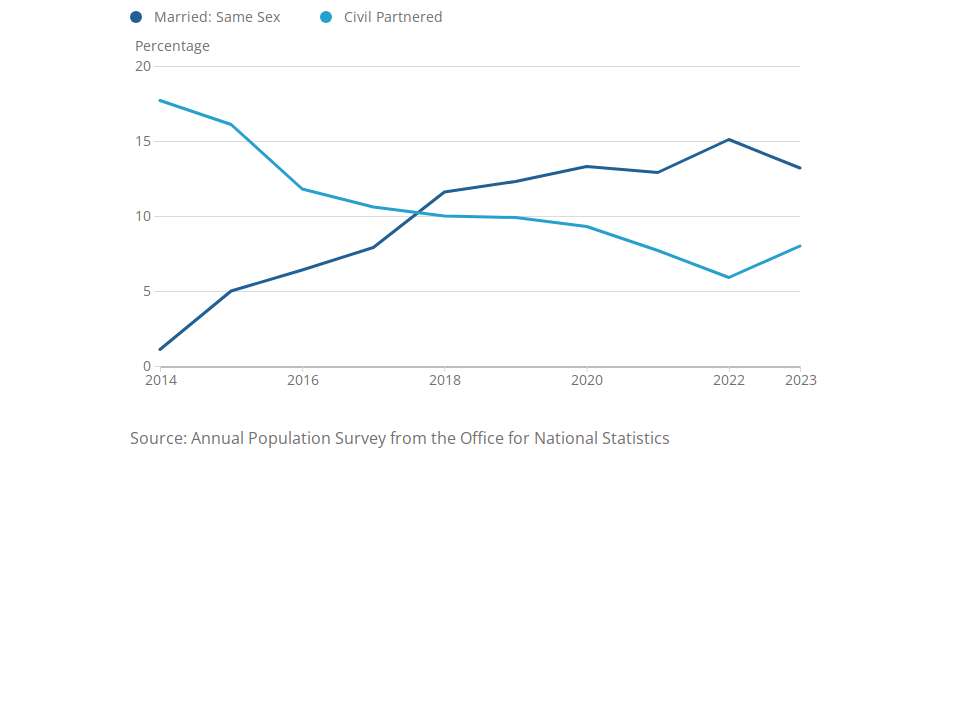 Married: Same Sex Civil Partnered
Percentage
20
15
10
5
0
2014 2016 2018 2020 2022 2023
Source: Annual Population Survey from the Office for National Statistics